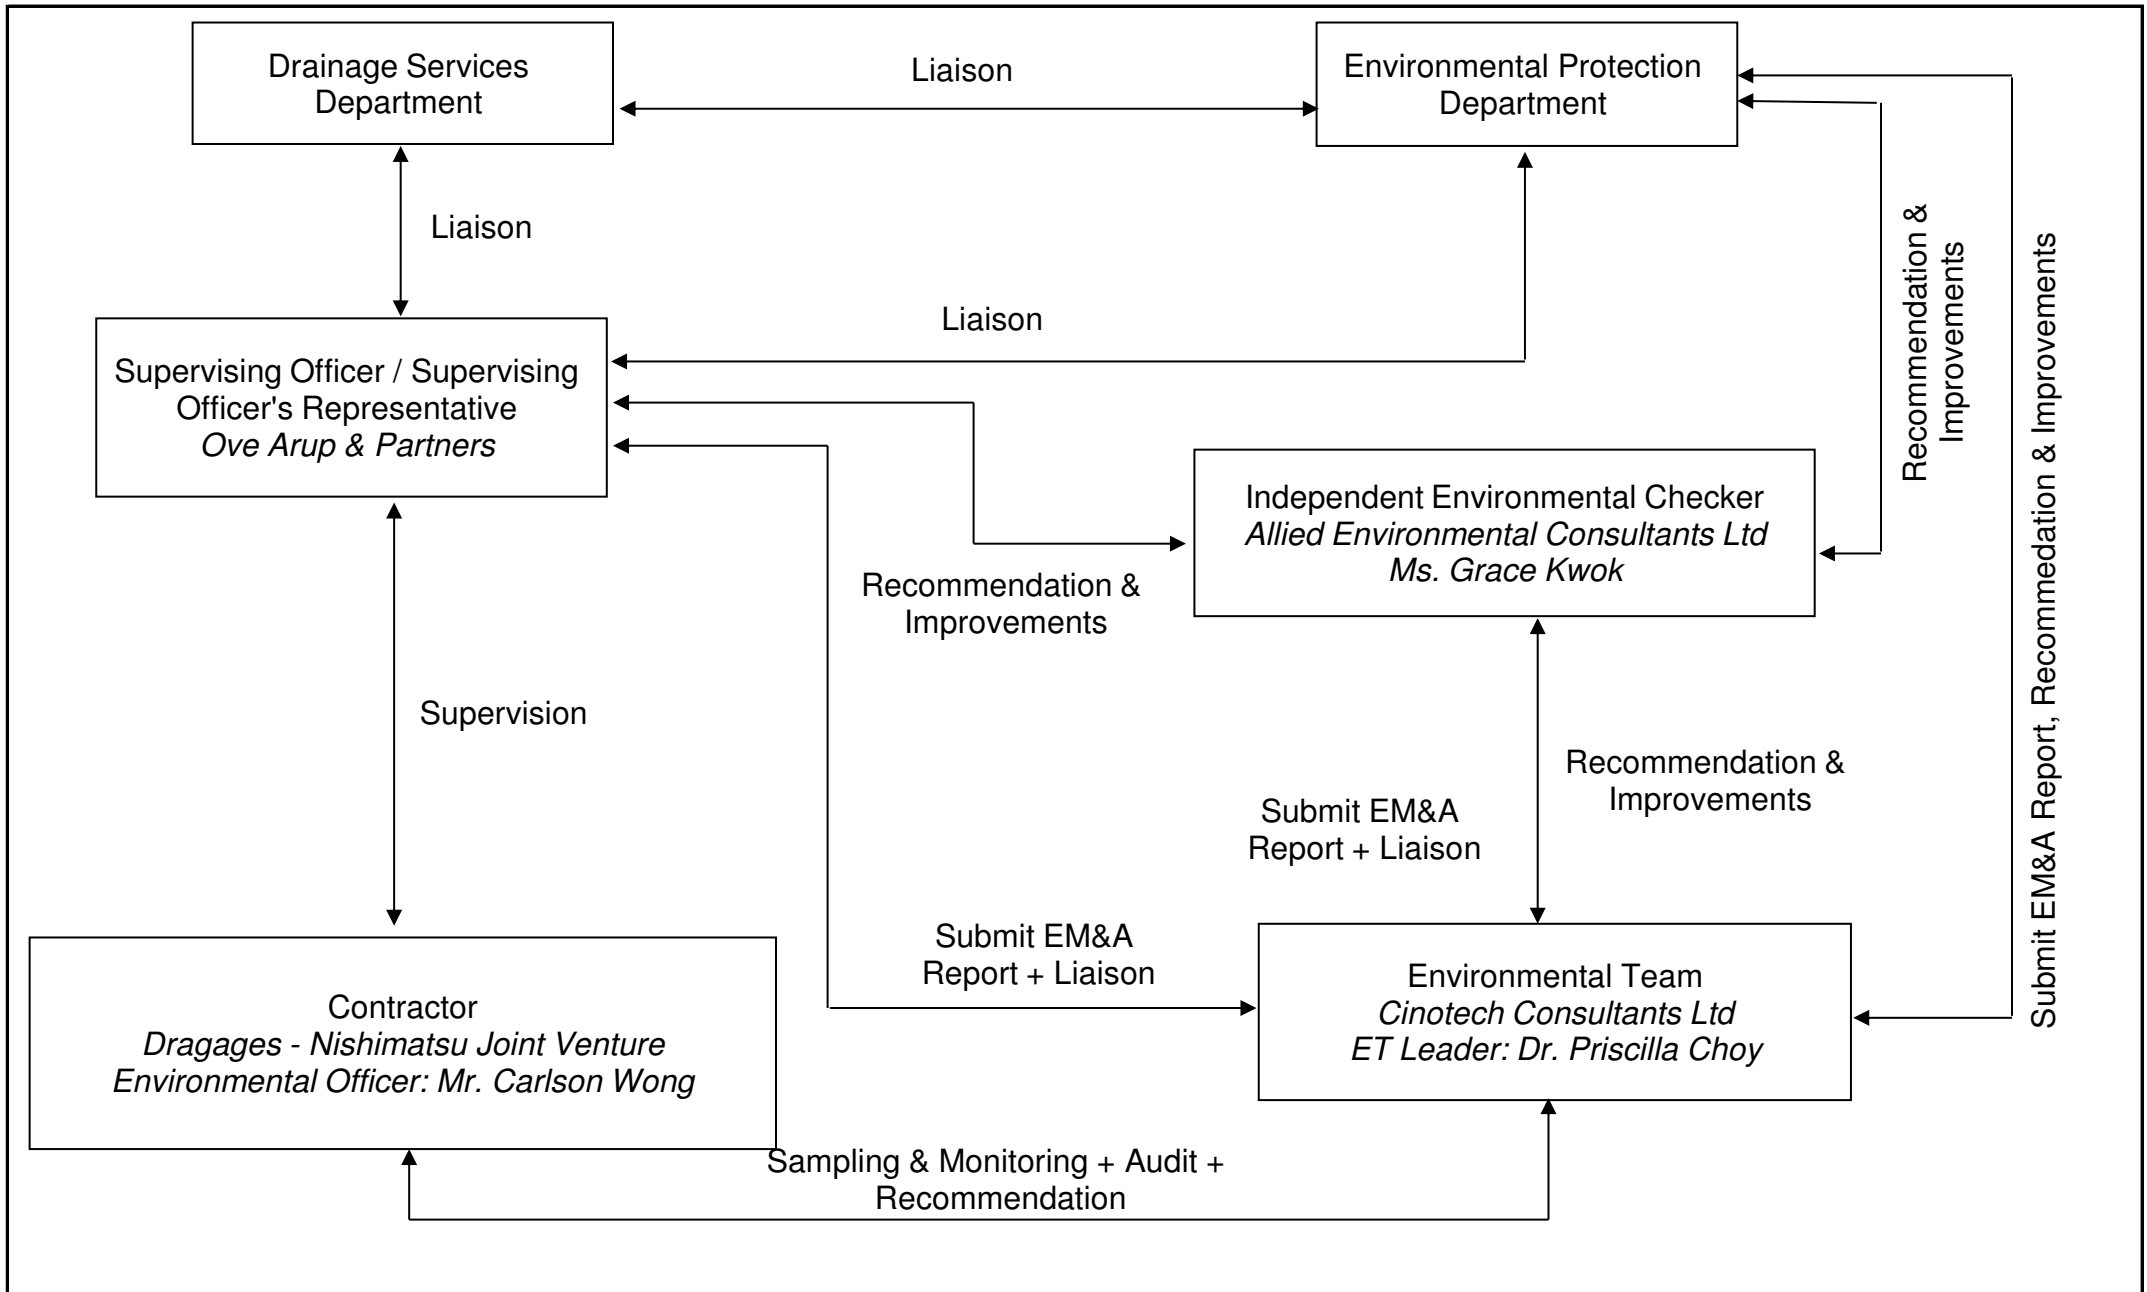 Drainage Services
Department
Liaison
Environmental Protection
Department
Liaison
Recommendation &
Improvements
Submit EM&A Report, Recommedation & Improvements
Liaison
Supervising Officer / Supervising
Officer's Representative
Ove Arup & Partners
Independent Environmental Checker
Allied Environmental Consultants Ltd
Ms. Grace Kwok
Recommendation &
Improvements
Supervision
Recommendation &
Improvements
Submit EM&A
Report + Liaison
Submit EM&A
Report + Liaison
Contractor
Dragages - Nishimatsu Joint Venture
Environmental Officer: Mr. Carlson Wong
Environmental Team
Cinotech Consultants Ltd
ET Leader: Dr. Priscilla Choy
Sampling & Monitoring + Audit +
Recommendation